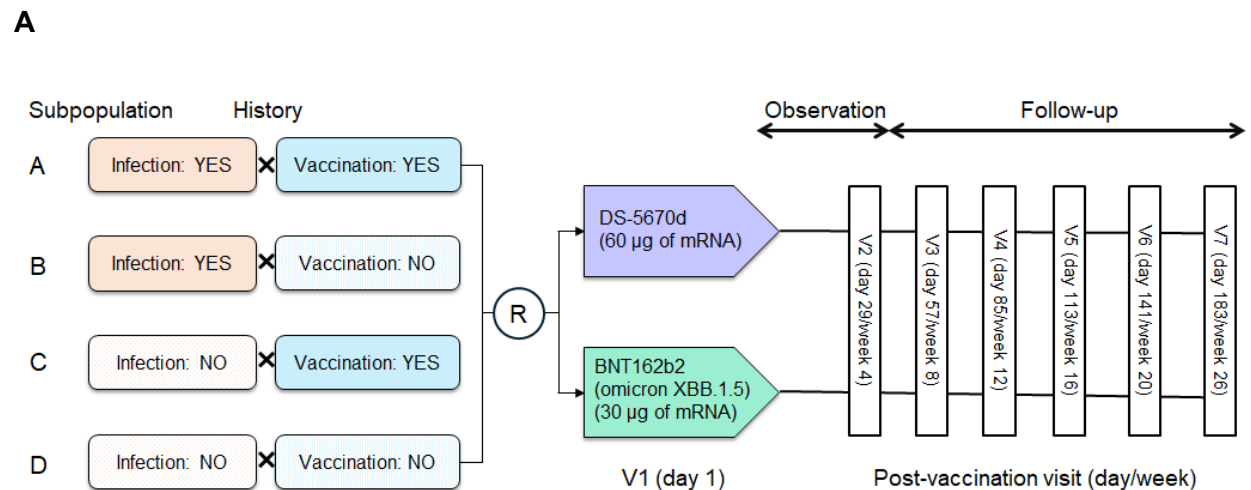 A
Subpopulation History
Observation Follow-up
A Infection: YES × Vaccination: YES
B Infection: YES × Vaccination: NO
C Infection: NO × Vaccination: YES
D Infection: NO × Vaccination: NO
R
DS-5670d
(60 µg of mRNA)
BNT162b2
(omicron XBB.1.5)
(30 µg of mRNA)
V2 (day 29/week 4)
V3 (day 57/week 8)
V4 (day 85/week 12)
V5 (day 113/week 16)
V6 (day 141/week 20)
V7 (day 183/week 26)
V1 (day 1)
Post-vaccination visit (day/week)